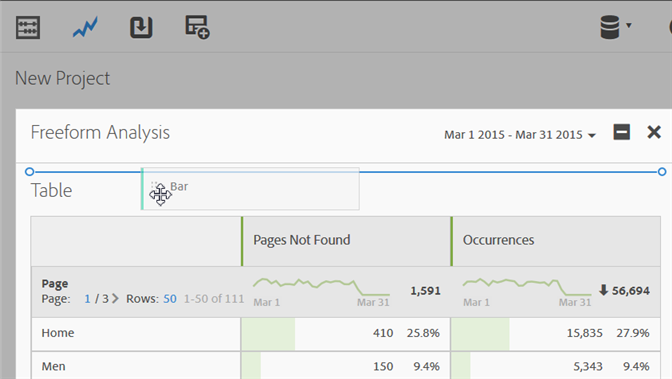 New Project
Freeform Analysis Mar 1 2015 - Mar 31 2015
Bar
Table
Pages Not Found Occurrences
Page
Page: 1 / 3 > Rows: 50 1-50 of 111 1,591 56,694
Mar 1 Mar 31 Mar 1 Mar 31
Home 410 25.8% 15,835 27.9%
Men 150 9.4% 5,343 9.4%